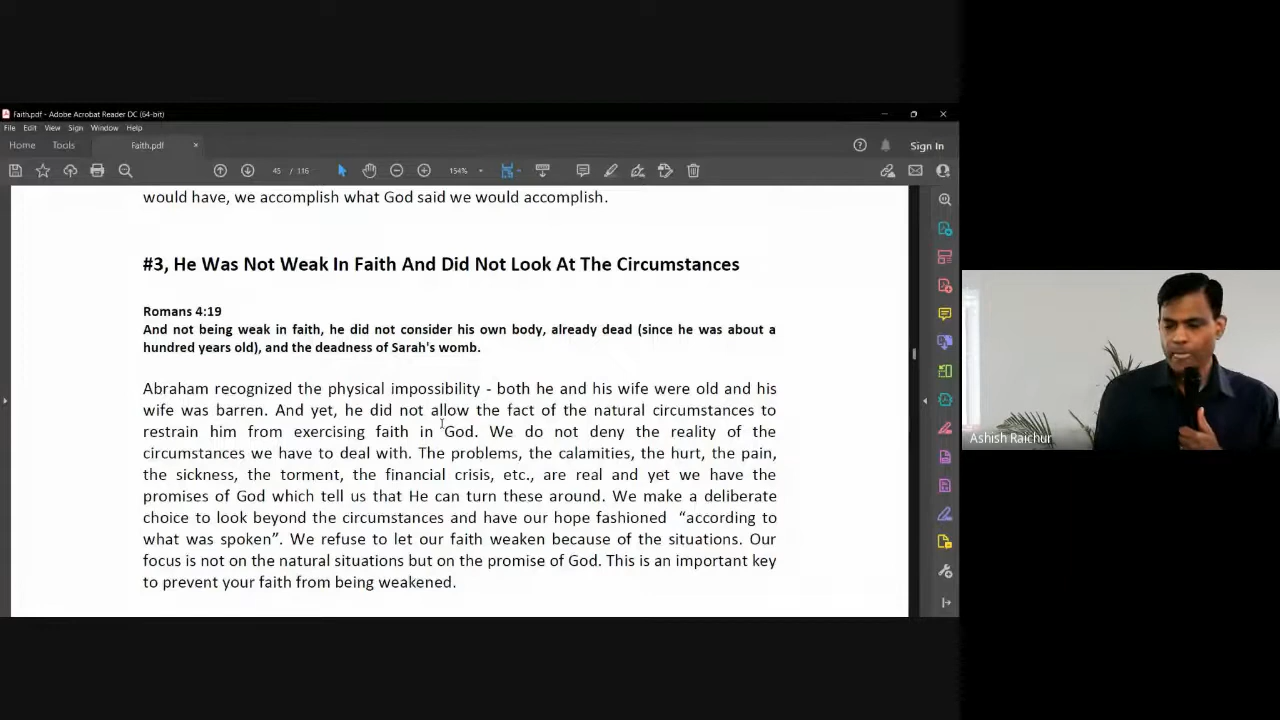 Faith.pdf - Adobe Acrobat Reader DC (64-bit)
File Edit View Sign Window Help
Home Tools Faith.pdf × Sign In
45 / 116 154%
would have, we accomplish what God said we would accomplish.
#3, He Was Not Weak In Faith And Did Not Look At The Circumstances
Romans 4:19
And not being weak in faith, he did not consider his own body, already dead (since he was about a
hundred years old), and the deadness of Sarah's womb.
Abraham recognized the physical impossibility - both he and his wife were old and his
wife was barren. And yet, he did not allow the fact of the natural circumstances to
restrain him from exercising faith in God. We do not deny the reality of the
circumstances we have to deal with. The problems, the calamities, the hurt, the pain,
the sickness, the torment, the financial crisis, etc., are real and yet we have the
promises of God which tell us that He can turn these around. We make a deliberate
choice to look beyond the circumstances and have our hope fashioned “according to
what was spoken”. We refuse to let our faith weaken because of the situations. Our
focus is not on the natural situations but on the promise of God. This is an important key
to prevent your faith from being weakened.
Ashish Raichur